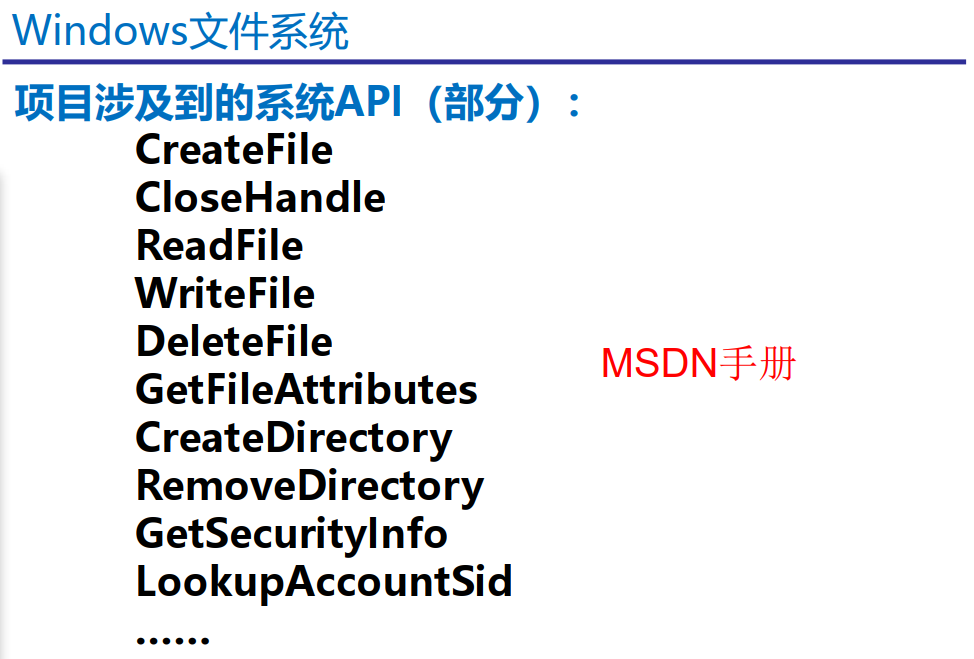 Windows文件系统
项目涉及到的系统API（部分）：
CreateFile
CloseHandle
ReadFile
WriteFile
DeleteFile
GetFileAttributes
CreateDirectory
RemoveDirectory
GetSecurityInfo
LookupAccountSid
……
MSDN手册